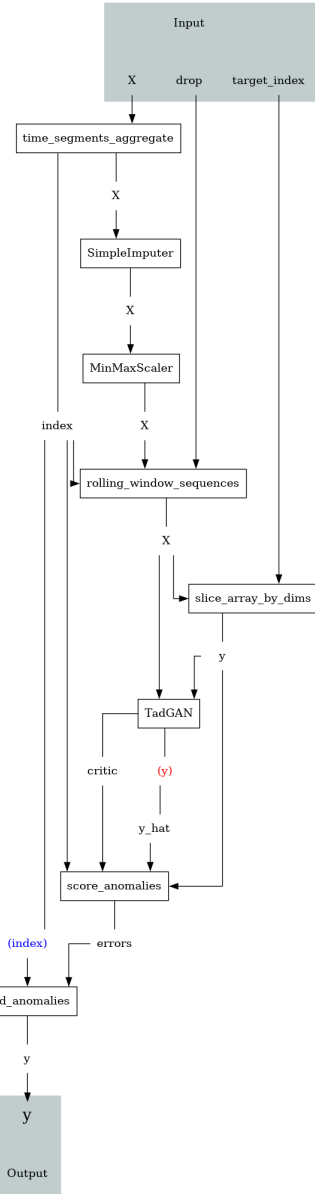 Input
X drop target_index
time_segments_aggregate
X
SimpleImputer
X
MinMaxScaler
index X
rolling_window_sequences
X
slice_array_by_dims
y
TadGAN
critic (y)
y_hat
score_anomalies
(index) errors
d_anomalies
y
y
Output